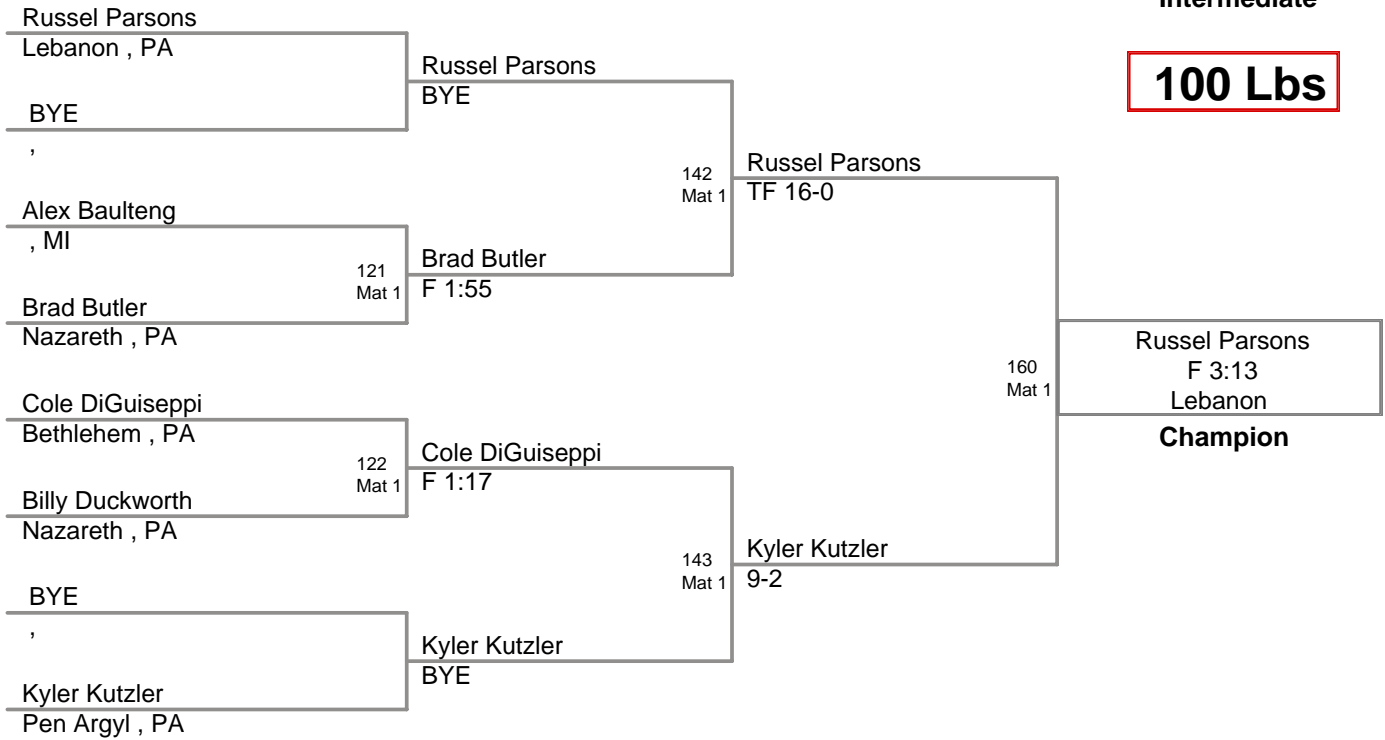 Intermediate
100 Lbs
Russel Parsons
Lebanon , PA
BYE
,
Alex Baulteng
, MI
Brad Butler
Nazareth , PA
Cole DiGuiseppi
Bethlehem , PA
Billy Duckworth
Nazareth , PA
BYE
,
Kyler Kutzler
Pen Argyl , PA
Russel Parsons
BYE
121
Mat 1
Brad Butler
F 1:55
122
Mat 1
Cole DiGuiseppi
F 1:17
Kyler Kutzler
BYE
142
Mat 1
Russel Parsons
TF 16-0
143
Mat 1
Kyler Kutzler
9-2
160
Mat 1
Russel Parsons
F 3:13
Lebanon
Champion